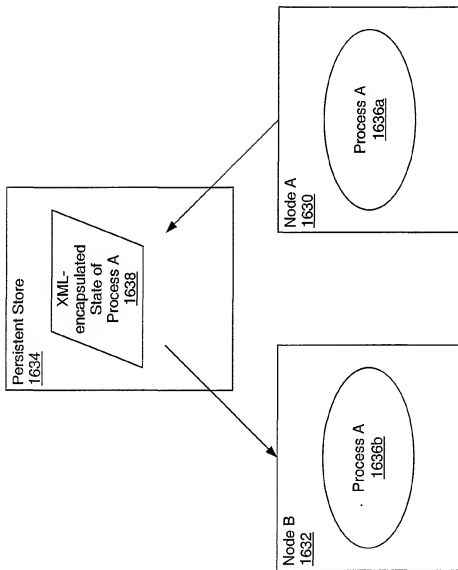 Persistent Store
1634
XML-
encapsulated
State of
Process A
1638
Node A
1630
Process A
1636a
Node B
1632
Process A
1636b